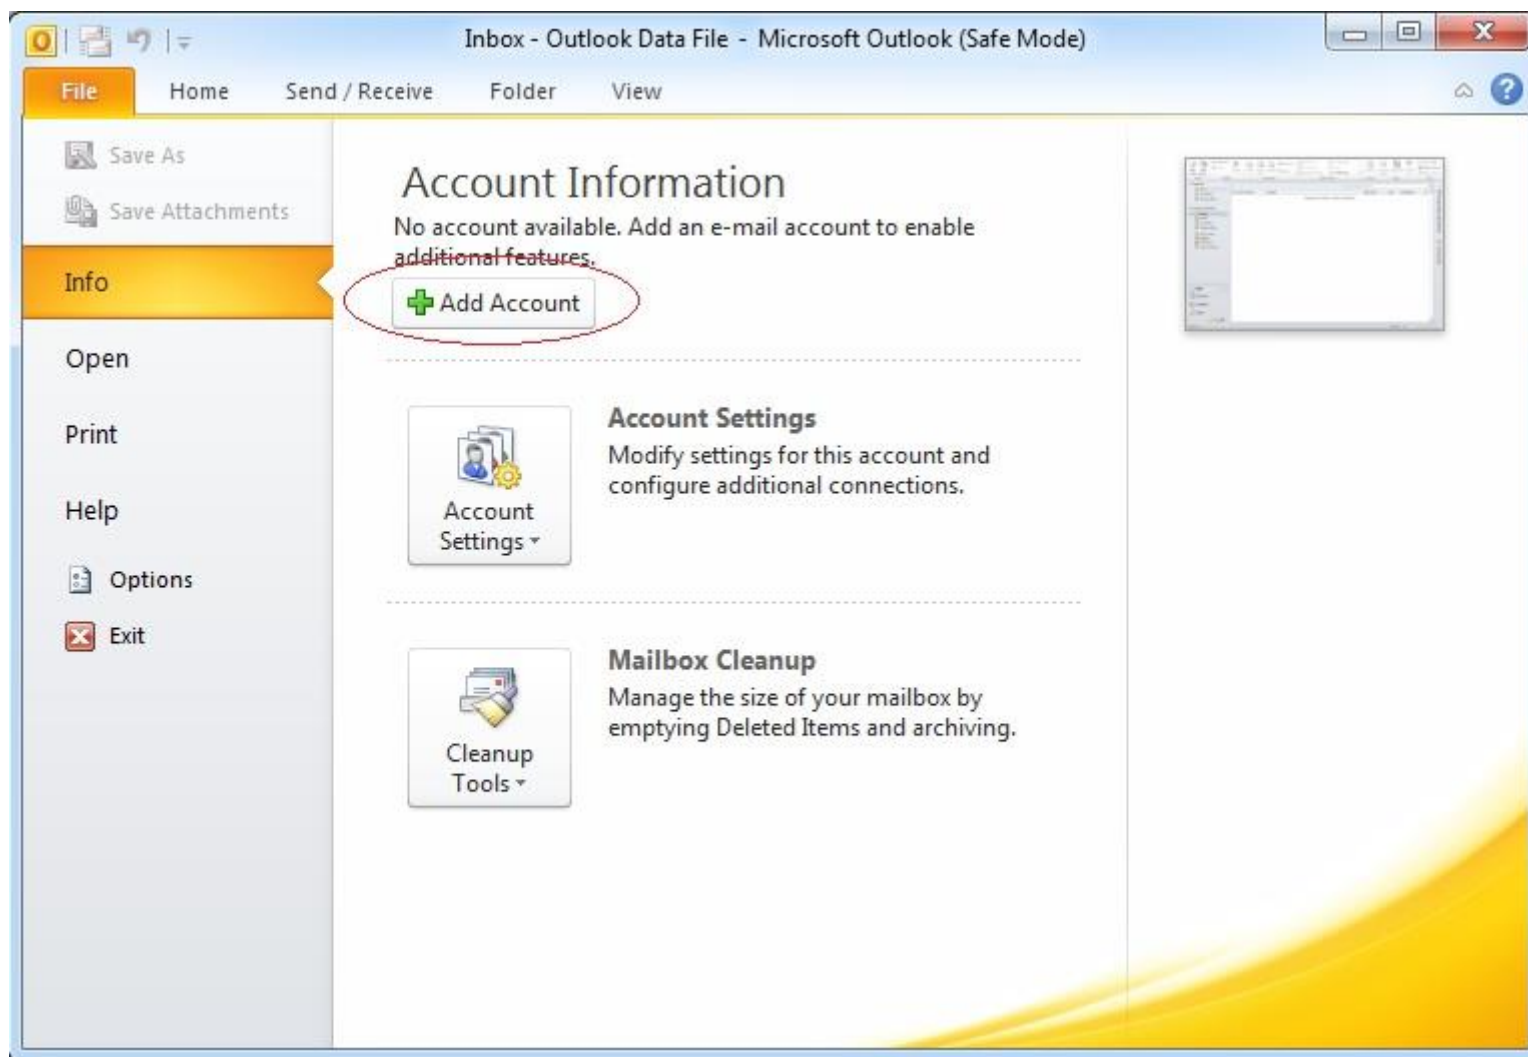 Inbox - Outlook Data File - Microsoft Outlook (Safe Mode)
File Home Send / Receive Folder View
Save As
Save Attachments
Info
Open
Print
Help
Options
Exit
Account Information
No account available. Add an e-mail account to enable
additional features.
Add Account
Account Settings
Modify settings for this account and
configure additional connections.
Account
Settings
Mailbox Cleanup
Manage the size of your mailbox by
emptying Deleted Items and archiving.
Cleanup
Tools